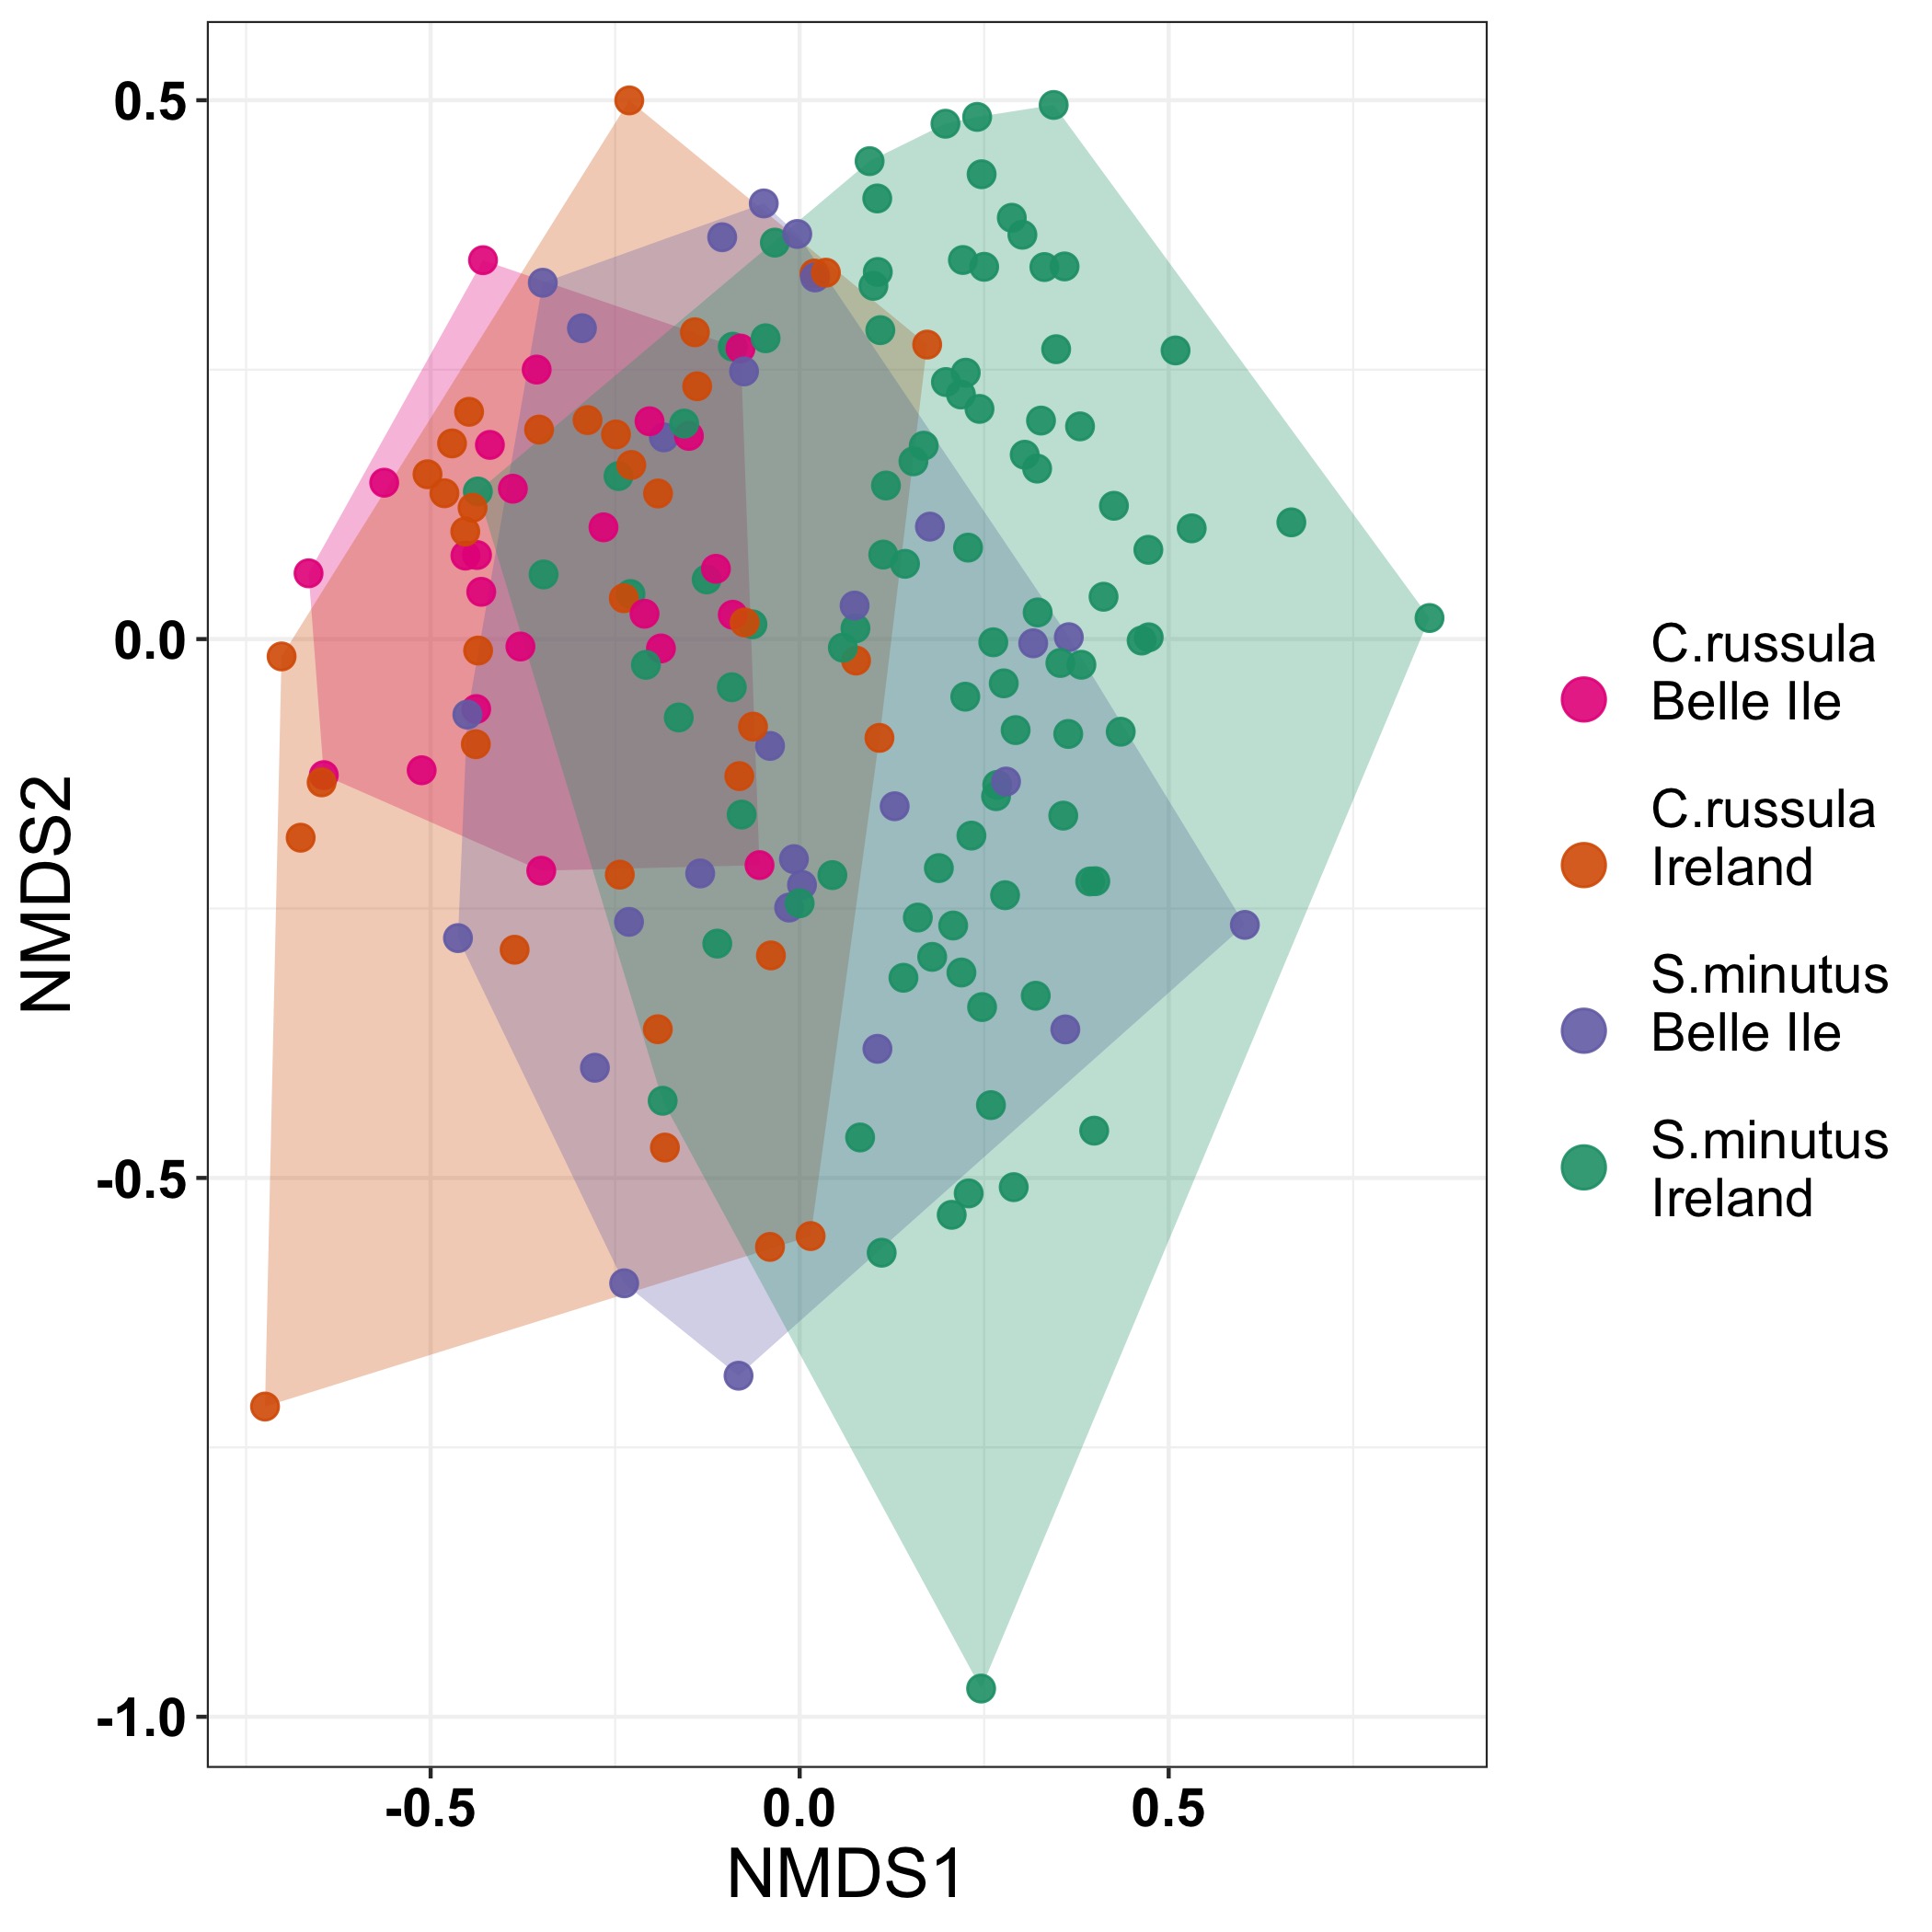 0.5
0.0
-0.5
-1.0
NMDS2
-0.5
0.0
0.5
NMDS1
C.russula
Belle Ile
C.russula
Ireland
S.minutus
Belle Ile
S.minutus
Ireland